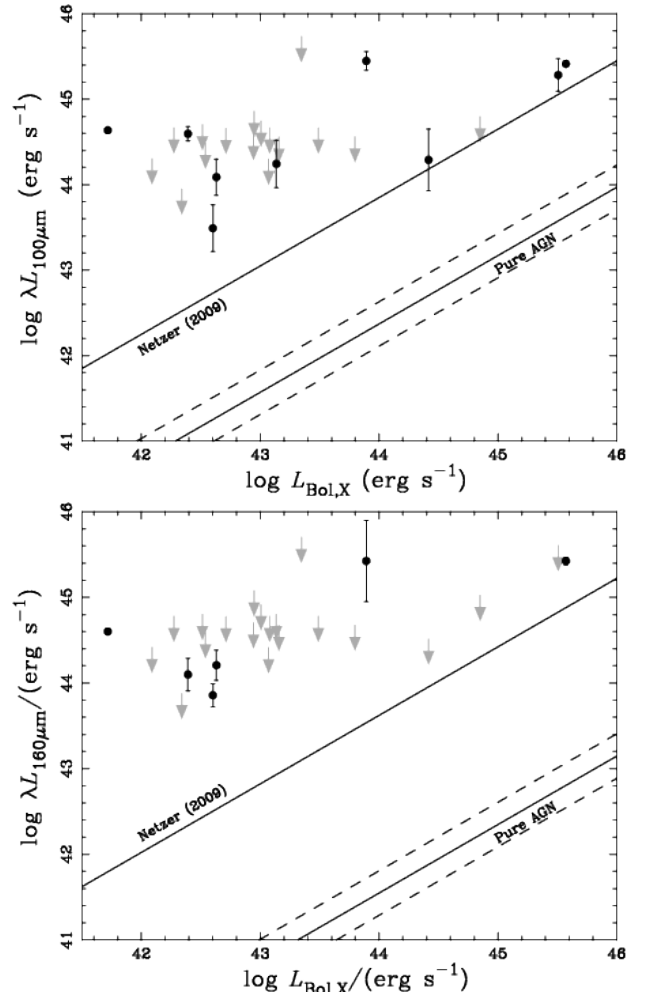 46
45
44
43
42
41
log λL100μm (erg s−1)
Netzer (2009)
Pure AGN
42
43
44
45
46
log LBol,X (erg s−1)
46
45
44
43
42
41
log λL160μm/(erg s−1)
Netzer (2009)
Pure AGN
42
43
44
45
46
log LBol,X/(erg s−1)